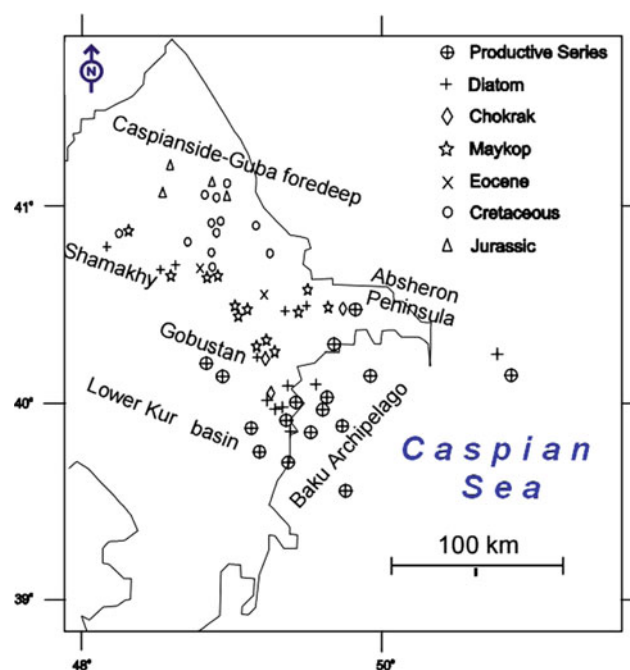 N
Productive Series
Diatom
Chokrak
Maykop
Eocene
Cretaceous
Jurassic
Caspianside-Guba foredeep
41°
Shamakhy
Absheron
Peninsula
Gobustan
40°
Lower Kur basin
Baku Archipelago
Caspian
Sea
100 km
39°
48°
50°